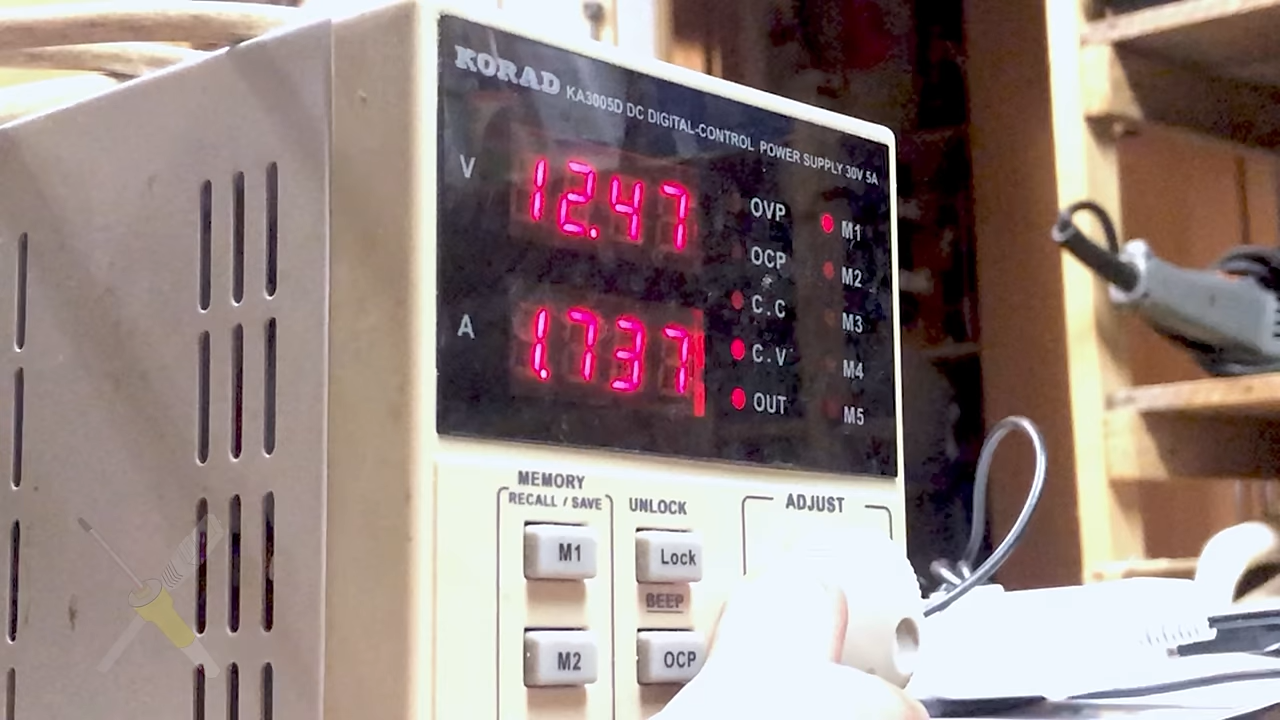 KORAD KA3005D DC DIGITAL-CONTROL POWER SUPPLY 30V 5A
V 12.47
OVP
M1
OCP
M2
A 1.737
C.C
M3
C.V
M4
OUT
M5
MEMORY
RECALL / SAVE
UNLOCK
ADJUST
M1
Lock
BEEP
M2
OCP